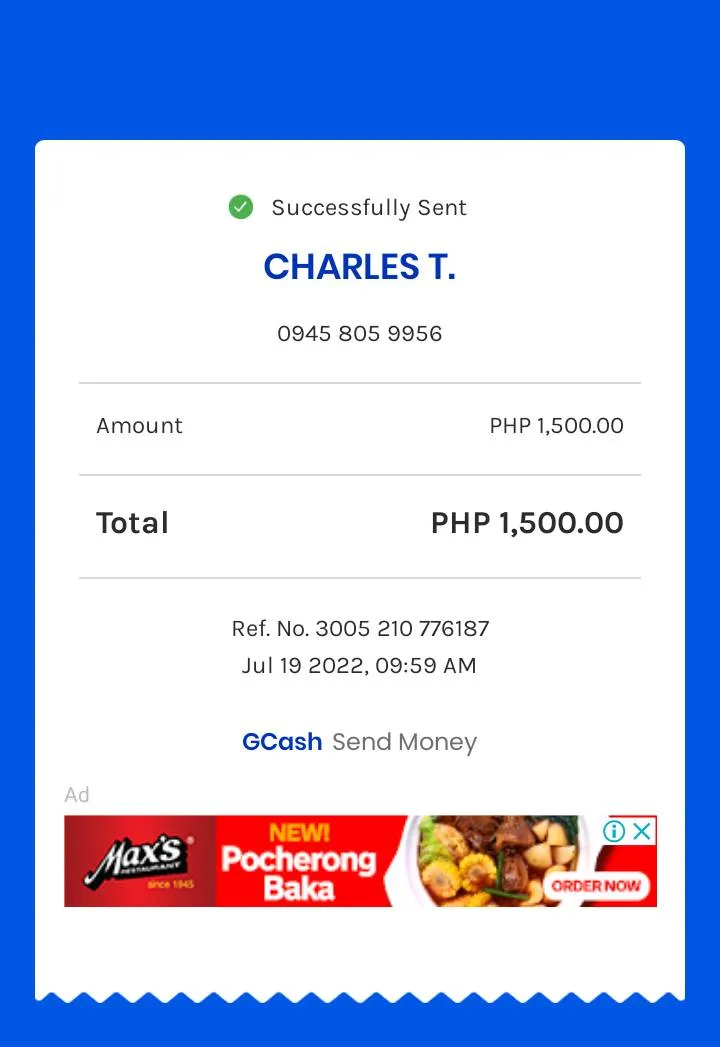 Successfully Sent
CHARLES T.
0945 805 9956
Amount PHP 1,500.00
Total PHP 1,500.00
Ref. No. 3005 210 776187
Jul 19 2022, 09:59 AM
GCash Send Money
Ad
Max's
RESTAURANT
since 1945
NEW!
Pocherong
Baka
ORDER NOW